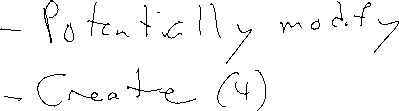 - Potentially modify
- Create (4)